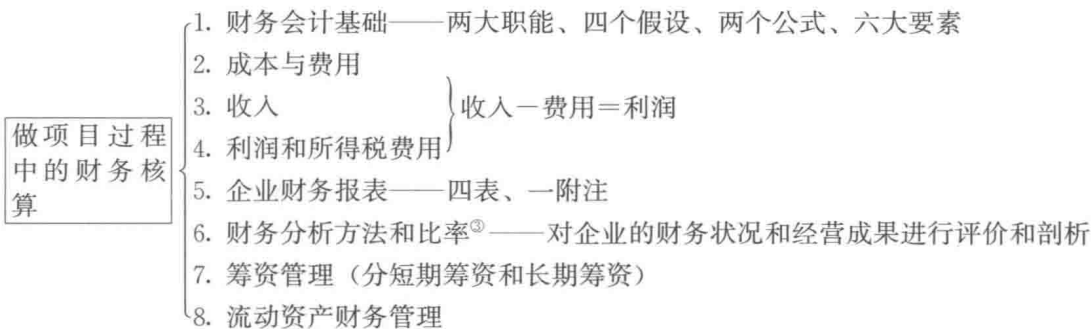 做项目过程
中的财务核
算
1. 财务会计基础——两大职能、四个假设、两个公式、六大要素
2. 成本与费用
3. 收入
4. 利润和所得税费用
收入－费用＝利润
5. 企业财务报表——四表、一附注
6. 财务分析方法和比率③——对企业的财务状况和经营成果进行评价和剖析
7. 筹资管理（分短期筹资和长期筹资）
8. 流动资产财务管理